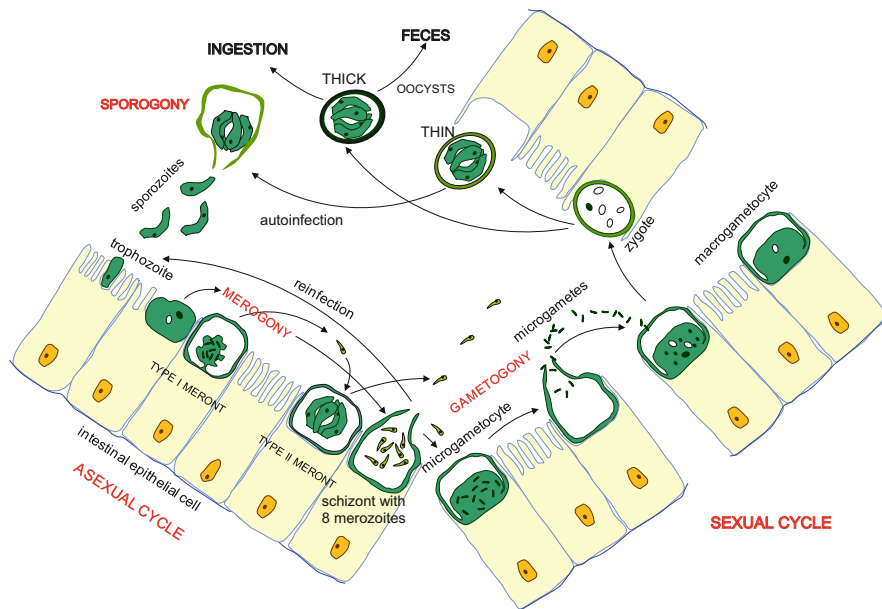 FECES
INGESTION
THICK
OOCYSTS
SPOROGONY
THIN
sporozoites
autoinfection
zygote
macrogametocyte
trophozoite
reinfection
MEROGONY
microgametes
GAMETOGONY
TYPE I MERONT
TYPE II MERONT
microgametocyte
intestinal epithelial cell
ASEXUAL CYCLE
schizont with
8 merozoites
SEXUAL CYCLE